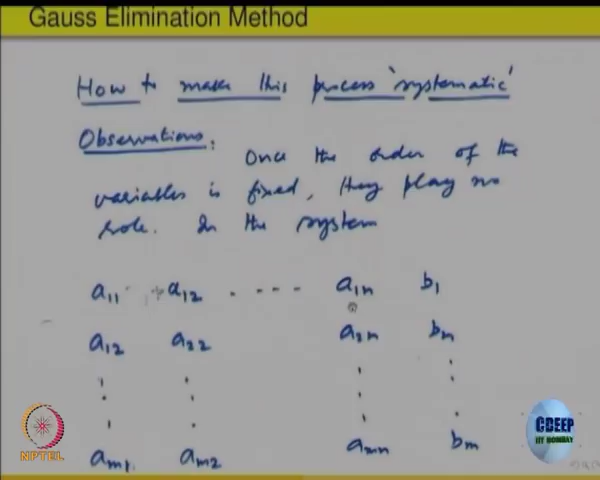 Gauss Elimination Method
How to make this process 'systematic'
Observations:
Once the order of the
variables is fixed, they play no
role. In the system
a11 + a12 . - - - a1n b1
a12 a22 a2n bn
am1 am2 amn bm
NPTEL
CDEEP
IIT BOMBAY